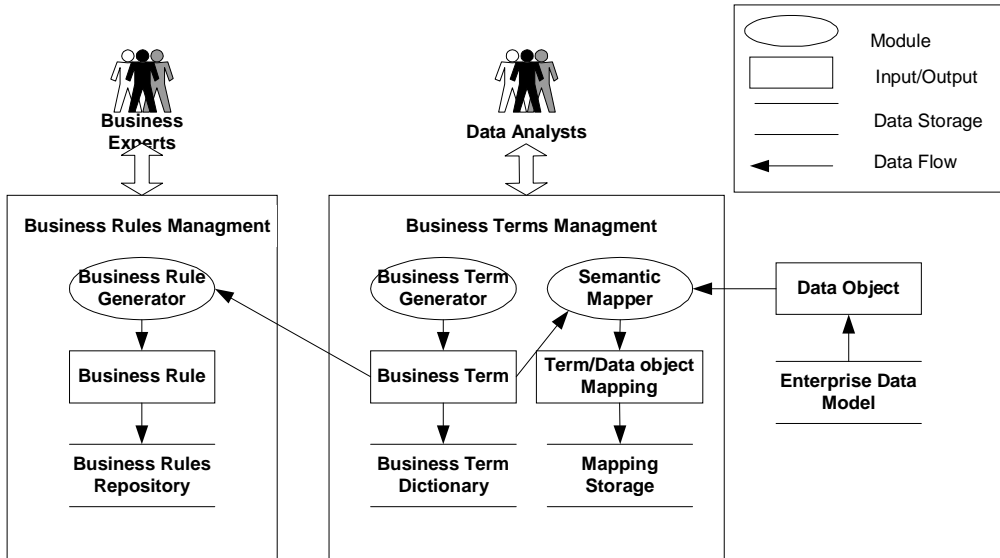 Module
Input/Output
Data Storage
Data Flow
Business
Experts
Data Analysts
Business Rules Managment
Business Rule
Generator
Business Rule
Business Rules
Repository
Business Terms Managment
Business Term
Generator
Business Term
Business Term
Dictionary
Semantic
Mapper
Term/Data object
Mapping
Mapping
Storage
Data Object
Enterprise Data
Model